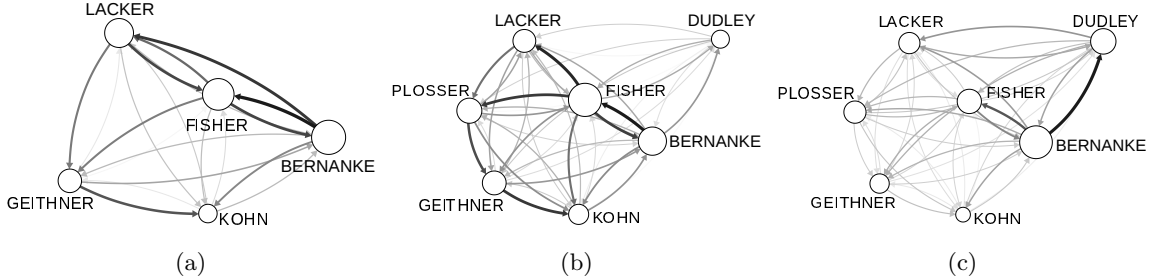 LACKER
FISHER
BERNANKE
GEITHNER
KOHN
(a)
LACKER
DUDLEY
PLOSSER
FISHER
BERNANKE
GEITHNER
KOHN
(b)
LACKER
DUDLEY
PLOSSER
FISHER
BERNANKE
GEITHNER
KOHN
(c)